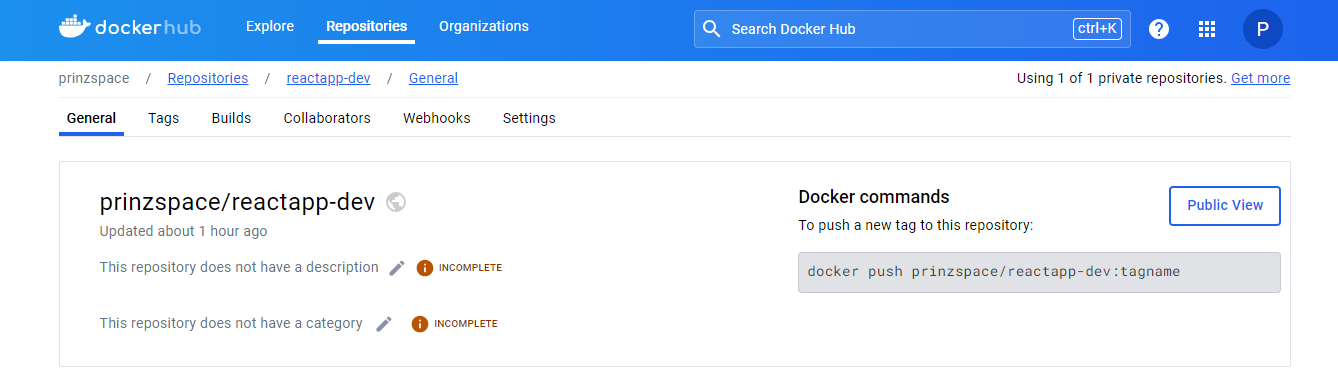 dockerhub Explore Repositories Organizations Search Docker Hub ctrl+K ? P
prinzspace / Repositories / reactapp-dev / General Using 1 of 1 private repositories. Get more
General Tags Builds Collaborators Webhooks Settings
prinzspace/reactapp-dev
Updated about 1 hour ago
This repository does not have a description i INCOMPLETE
This repository does not have a category i INCOMPLETE
Docker commands
Public View
To push a new tag to this repository:
docker push prinzspace/reactapp-dev:tagname